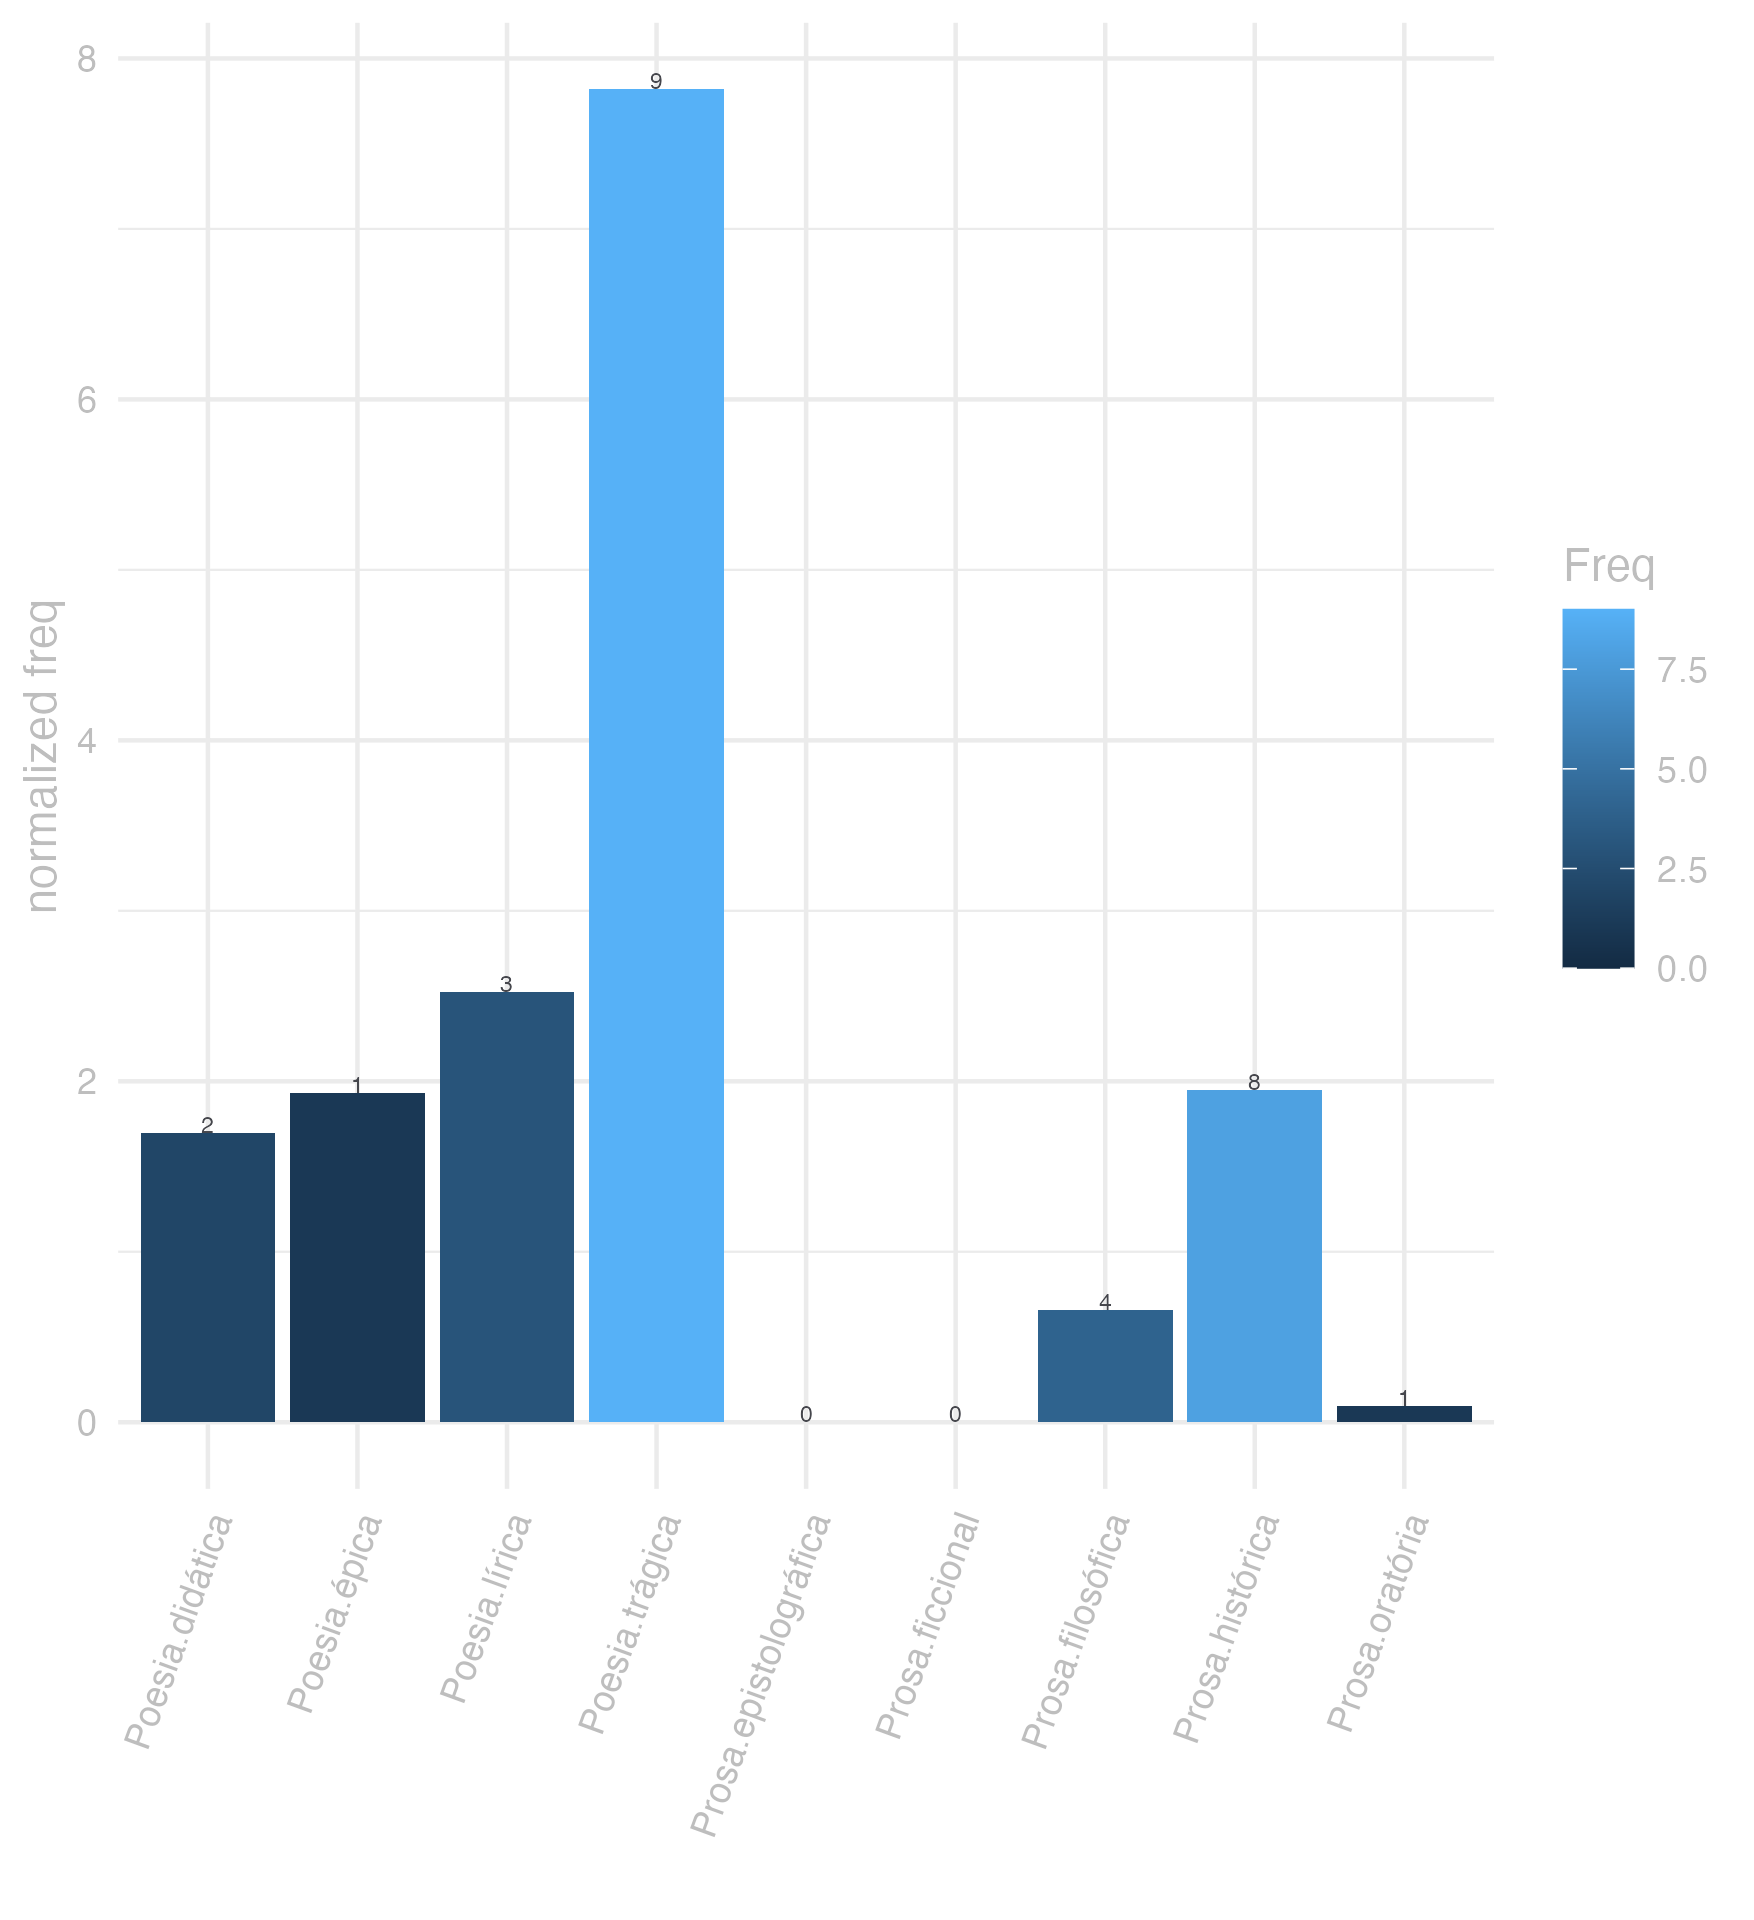 normalized freq
8
6
4
2
0
2
1
3
9
0
0
4
8
1
Poesia.didática
Poesia.épica
Poesia.lírica
Poesia.trágica
Prosa.epistolográfica
Prosa.ficcional
Prosa.filosófica
Prosa.histórica
Prosa.oratória
Freq
7.5
5.0
2.5
0.0